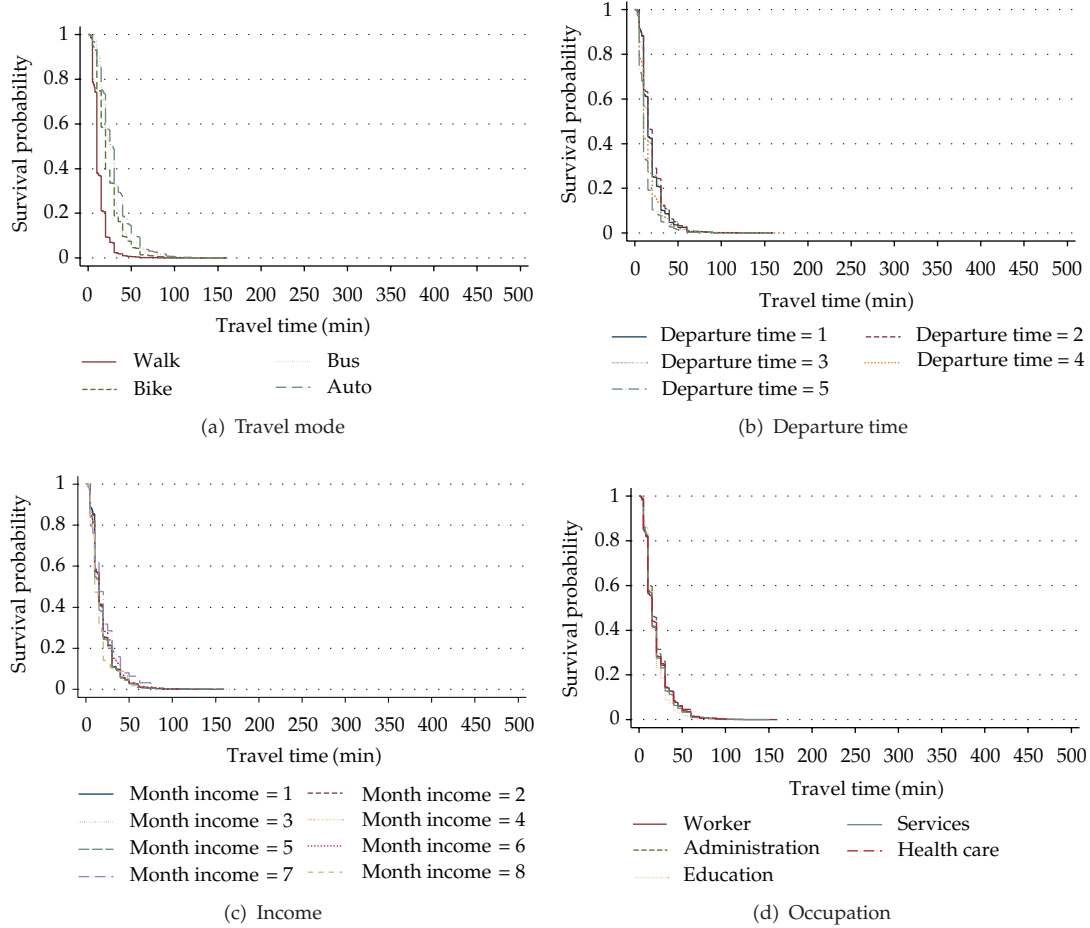 1
0.8
0.6
0.4
0.2
0
Survival probability
0 50 100 150 200 250 300 350 400 450 500
Travel time (min)
Walk Bus
Bike Auto
(a) Travel mode
1
0.8
0.6
0.4
0.2
0
Survival probability
0 50 100 150 200 250 300 350 400 450 500
Travel time (min)
Departure time = 1 Departure time = 2
Departure time = 3 Departure time = 4
Departure time = 5
(b) Departure time
1
0.8
0.6
0.4
0.2
0
Survival probability
0 50 100 150 200 250 300 350 400 450 500
Travel time (min)
Month income = 1 Month income = 2
Month income = 3 Month income = 4
Month income = 5 Month income = 6
Month income = 7 Month income = 8
(c) Income
1
0.8
0.6
0.4
0.2
0
Survival probability
0 50 100 150 200 250 300 350 400 450 500
Travel time (min)
Worker Services
Administration Health care
Education
(d) Occupation